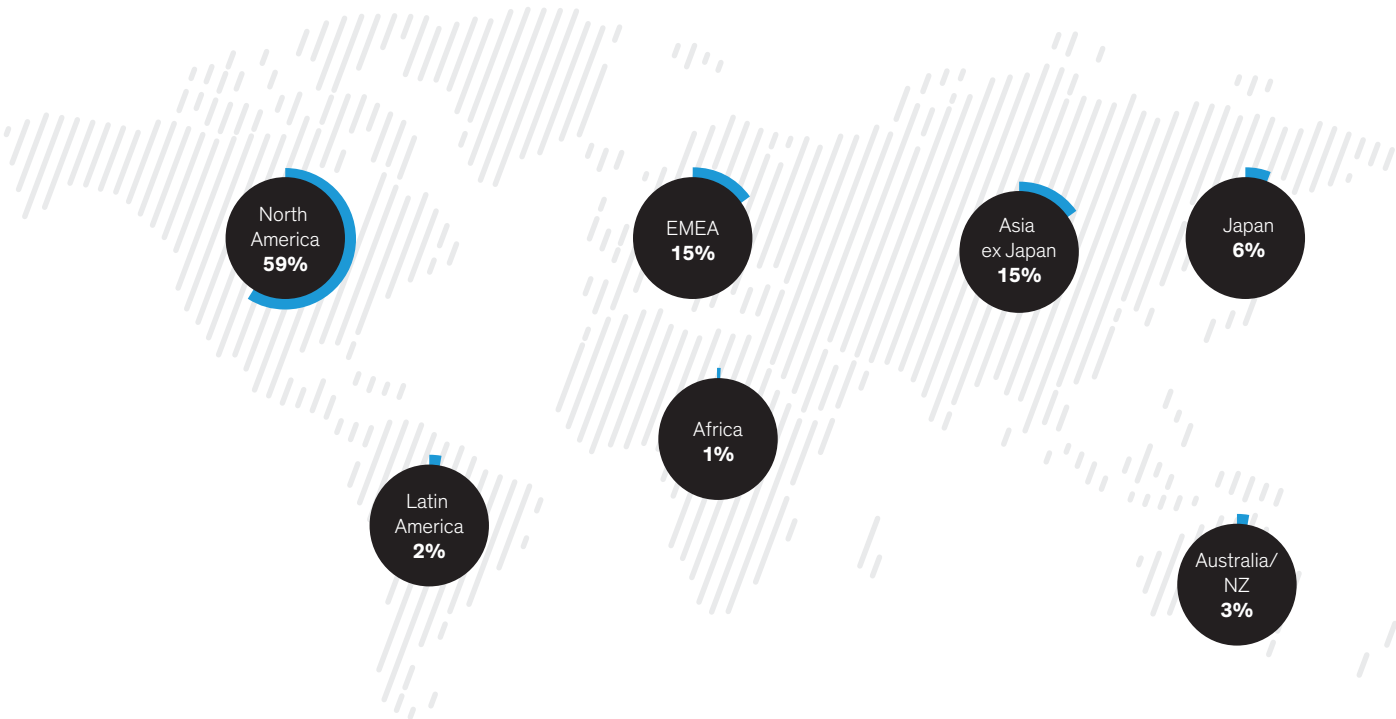 North
America
59%
EMEA
15%
Asia
ex Japan
15%
Japan
6%
Africa
1%
Latin
America
2%
Australia/
NZ
3%